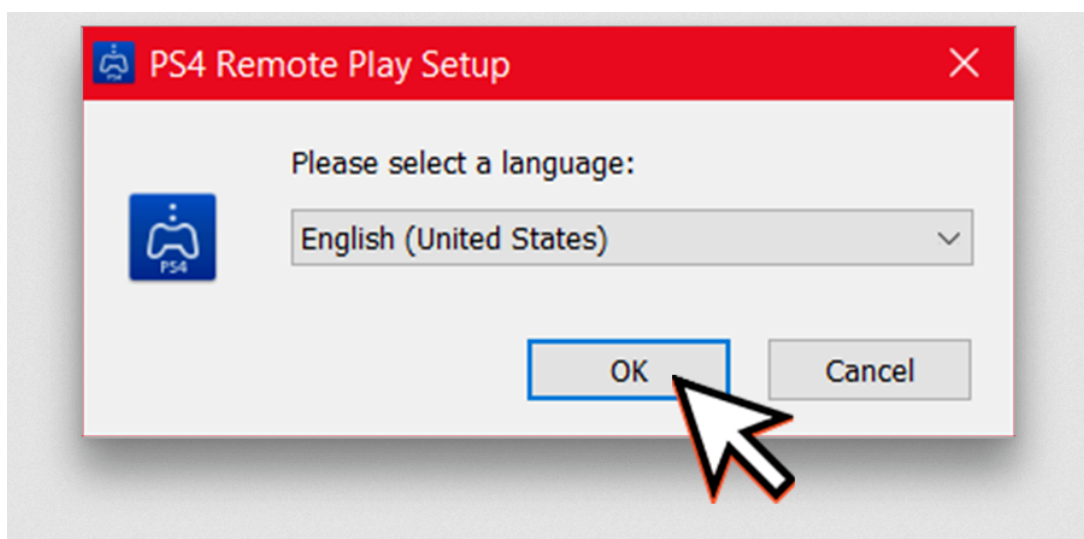 PS4 Remote Play Setup
Please select a language:
English (United States)
PS4
OK
Cancel